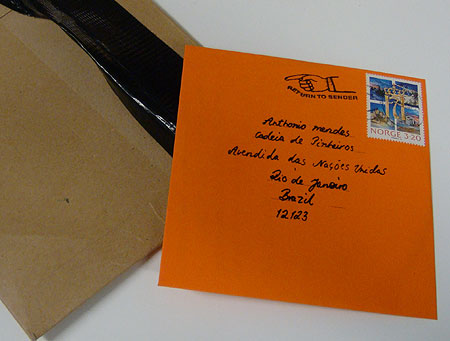 RETURN TO SENDER
NORGE 3.20
Anthonio mendes
Cadeia de Pinteiros
Avendida das Nações Unidas
Rio de Janeiro
Brazil
12123